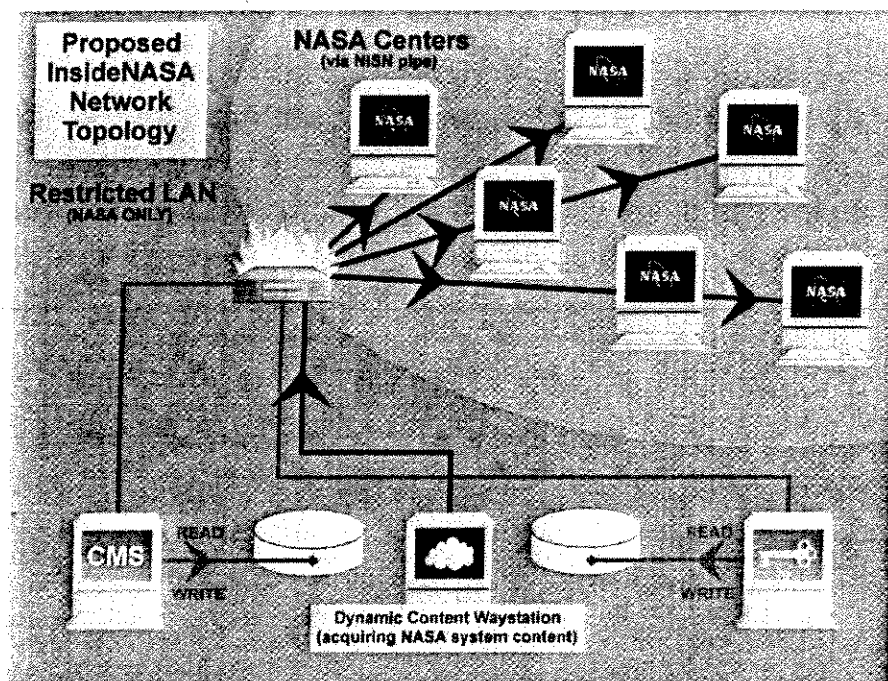 Proposed
InsideNASA
Network
Topology
NASA Centers
(via NISN pipe)
NASA
NASA
NASA
NASA
NASA
NASA
Restricted LAN
(NASA ONLY)
CMS
READ
WRITE
READ
WRITE
Dynamic Content Waystation
(acquiring NASA system content)